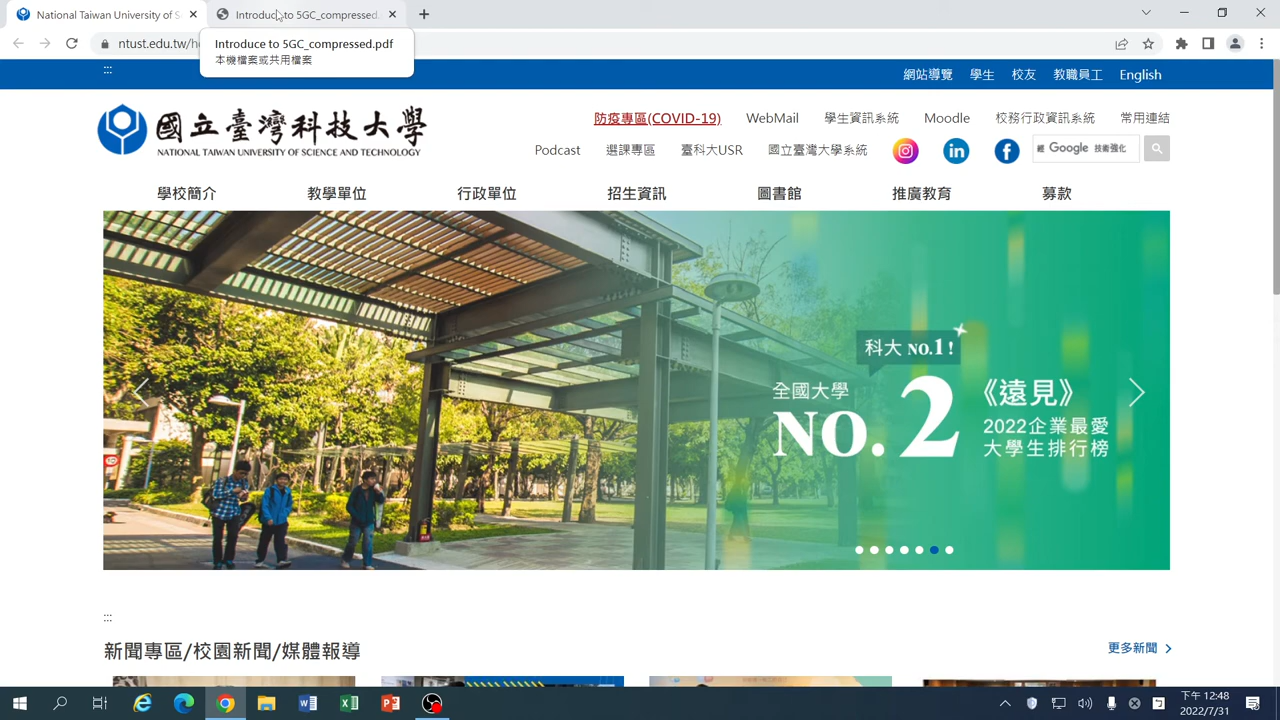 National Taiwan University of S
Introduce to 5GC_compressed.
Introduce to 5GC_compressed.pdf
本機檔案或共用檔案
:::
網站導覽 學生 校友 教職員工 English
國立臺灣科技大學
NATIONAL TAIWAN UNIVERSITY OF SCIENCE AND TECHNOLOGY
防疫專區(COVID-19) WebMail 學生資訊系統 Moodle 校務行政資訊系統 常用連結
Podcast 選課專區 臺科大USR 國立臺灣大學系統
經 Google 技術強化
學校簡介 教學單位 行政單位 招生資訊 圖書館 推廣教育 募款
科大 NO.1!
全國大學
NO. 2
《遠見》
2022企業最愛
大學生排行榜
:::
新聞專區/校園新聞/媒體報導
更多新聞
下午 12:48
2022/7/31